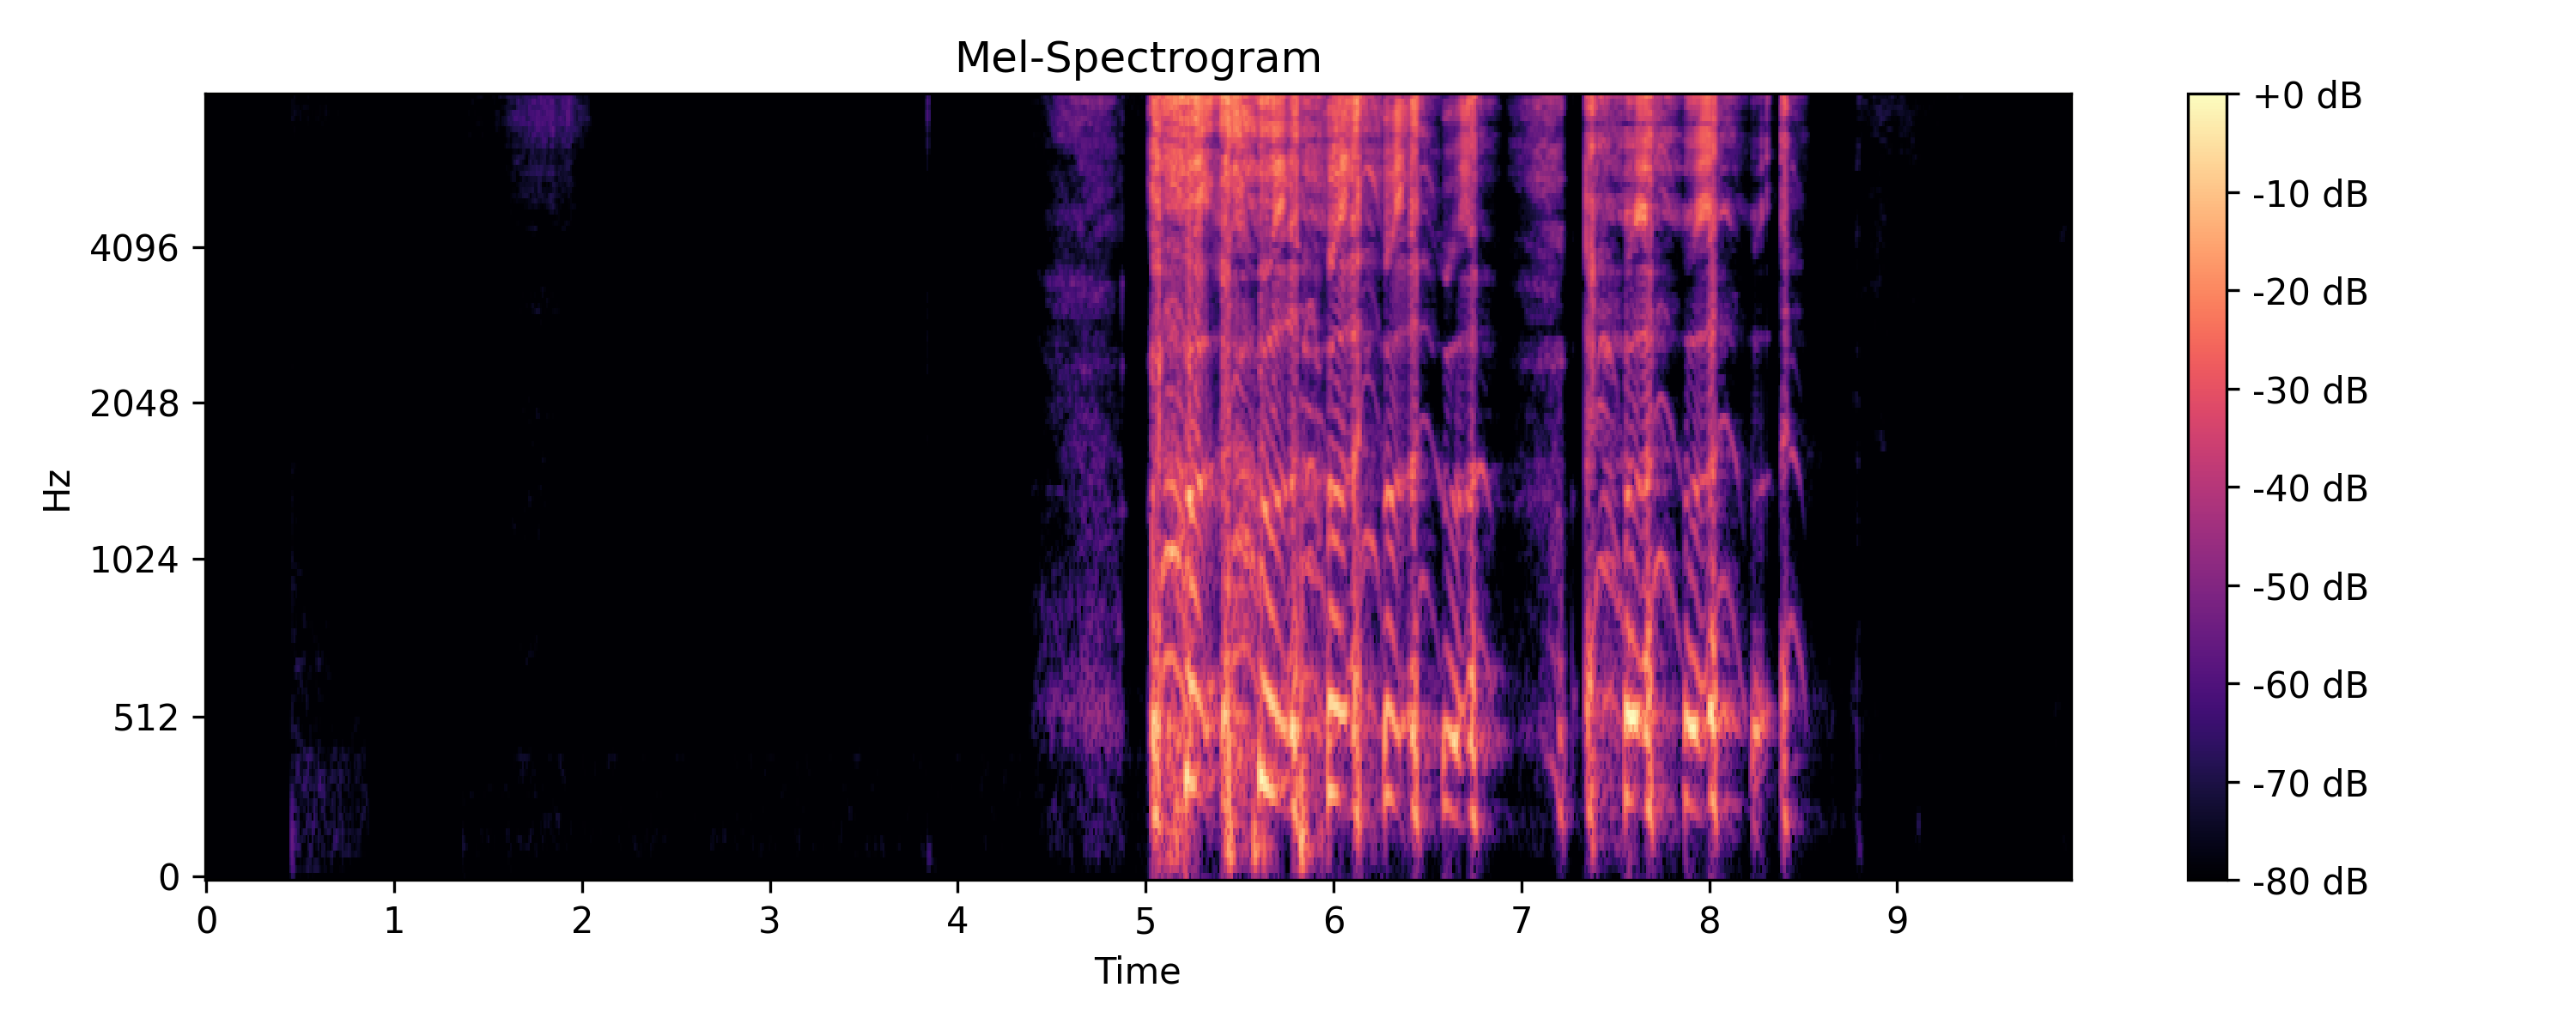 Mel-Spectrogram
+0 dB
-10 dB
4096
-20 dB
-30 dB
2048
Hz
-40 dB
1024
-50 dB
-60 dB
512
-70 dB
0
-80 dB
0 1 2 3 4 5 6 7 8 9
Time